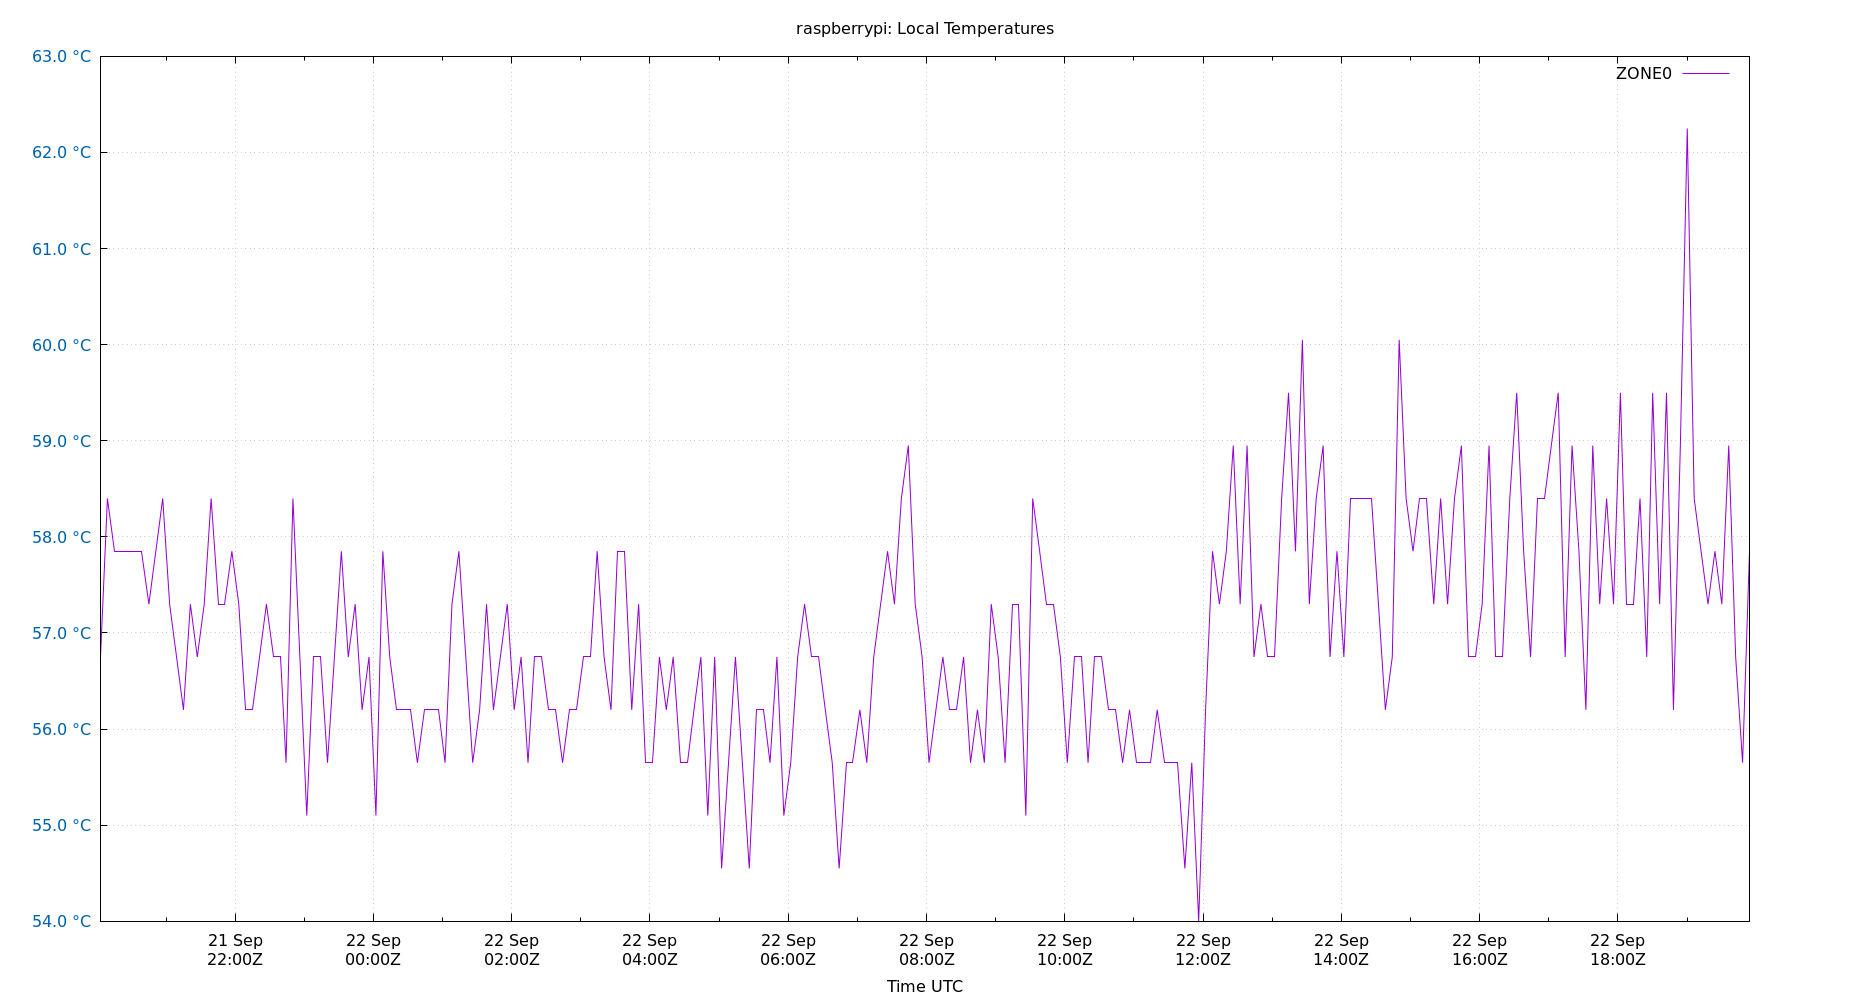 raspberrypi: Local Temperatures
63.0 °C
ZONE0
62.0 °C
61.0 °C
60.0 °C
59.0 °C
58.0 °C
57.0 °C
56.0 °C
55.0 °C
54.0 °C
21 Sep 22 Sep 22 Sep 22 Sep 22 Sep 22 Sep 22 Sep 22 Sep 22 Sep 22 Sep 22 Sep
22:00Z 00:00Z 02:00Z 04:00Z 06:00Z 08:00Z 10:00Z 12:00Z 14:00Z 16:00Z 18:00Z
Time UTC